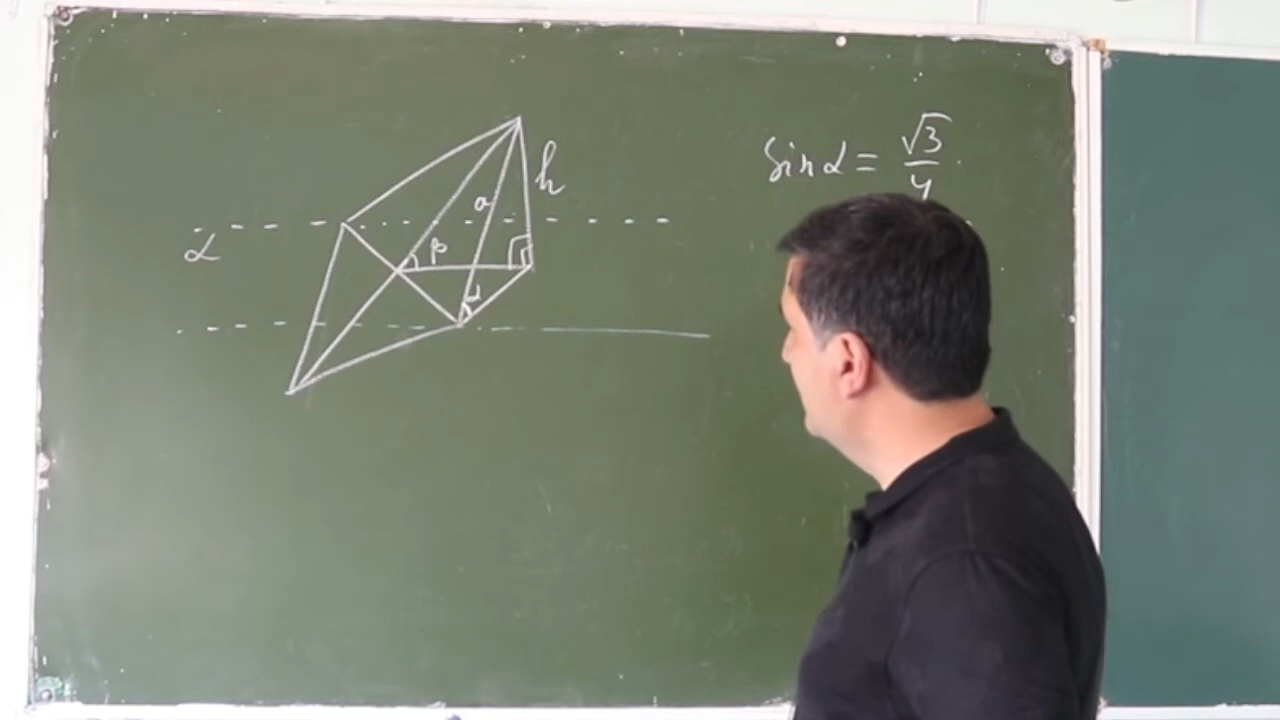 h
sin α = √3/4
a
α
β
α